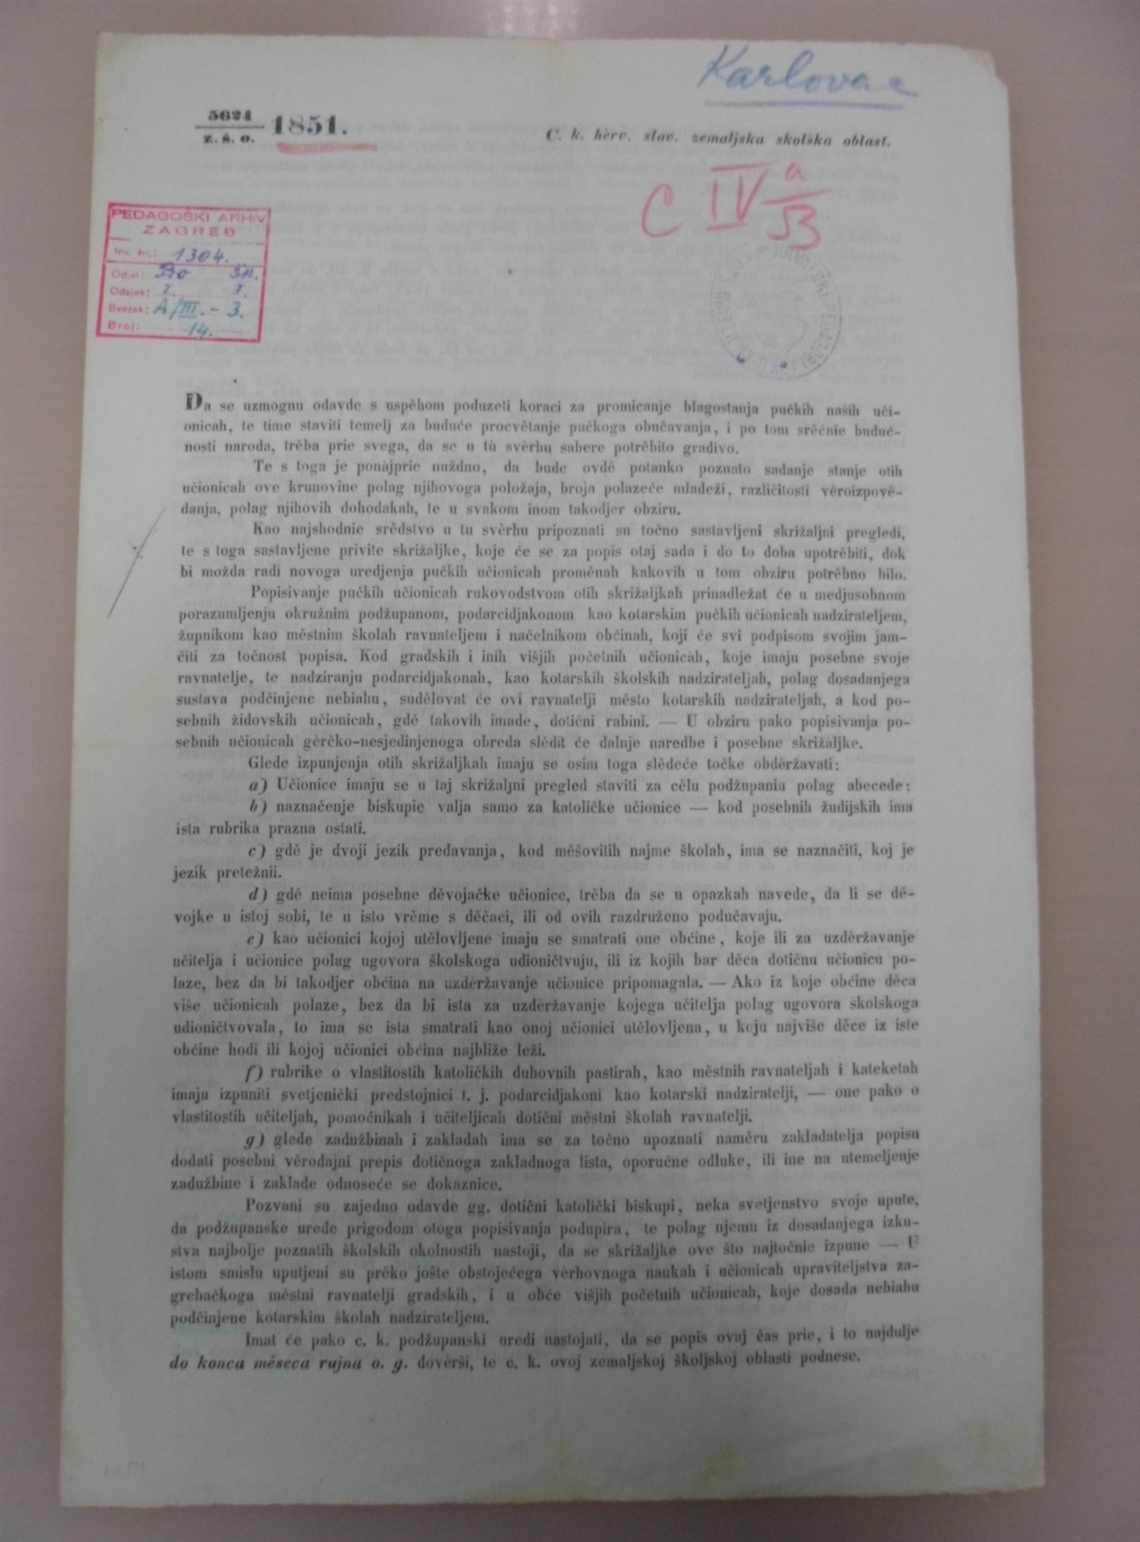 Karlovac
5624
Z. š. o.
1851.
C. k. hèrv. slav. zemaljska školska oblast.
C IV a/B
PEDAGOŠKI ARHIV
ZAGREB
Inv. br.: 1304.
Odjel: Bio šk.
Odsjek: I. I.
Svezak: A/III.-3.
Broj: 14.
Da se uzmognu odavde s uspěhom poduzeti koraci za promicanje blagostanja pučkih naših uči-
onicah, te time staviti temelj za buduće procvětanje pučkoga obučavanja, i po tom srěćnie buduć-
nosti naroda, trěba prie svega, da se u tu svèrhu sabere potrěbito gradivo.
Te s toga je ponajprie nuždno, da bude ovdě potanko poznato sadanje stanje otih
učionicah ove krunovine polag njihovoga položaja, broja polazeće mladeži, različitosti věroizpově-
danja, polag njihovih dohodakah, te u svakom inom takodjer obziru.
Kao najshodnie srědstvo u tu svèrhu pripoznati su točno sastavljeni skrižaljni pregledi,
te s toga sastavljene privite skrižaljke, koje će se za popis otaj sada i do to doba upotrěbiti, dok
bi možda radi novoga uredjenja pučkih učionicah proměnah kakovih u tom obziru potrěbno bilo.
Popisivanje pučkih učionicah rukovodstvom otih skrižaljkah prinadležat će u medjusobnom
porazumljenju okružnim podžupanom, podarcidjakonom kao kotarskim pučkih učionicah nadzirateljem,
župnikom kao městnim školah ravnateljem i načelnikom obćinah, koji će svi podpisom svojim jam-
čiti za točnost popisa. Kod gradskih i inih višjih početnih učionicah, koje imaju posebne svoje
ravnatelje, te nadziranju podarcidjakonah, kao kotarskih školskih nadzirateljah, polag dosadanjega
sustava podčinjene nebiahu, sudělovat će ovi ravnatelji město kotarskih nadzirateljah, a kod po-
sebnih židovskih učionicah, gdě takovih imade, dotični rabini. — U obziru pako popisivanja po-
sebnih učionicah gèrčko-nesjedinjenoga obreda slědit će dalnje naredbe i posebne skrižaljke.
Glede izpunjenja otih skrižaljkah imaju se osim toga slědeće točke obdèržavati:
a) Učionice imaju se u taj skrižaljni pregled staviti za cělu podžupaniu polag abecede;
b) naznačenje biskupie valja samo za katoličke učionice — kod posebnih žudijskih ima
ista rubrika prazna ostati.
c) gdě je dvoji jezik predavanja, kod měšovitih najme školah, ima se naznačiti, koj je
jezik pretežnii.
d) gdě neima posebne děvojačke učionice, trěba da se u opazkah navede, da li se dě-
vojke u istoj sobi, te u isto vrěme s děčaci, ili od ovih razdruženo podučavaju.
e) kao učionici kojoj utělovljene imaju se smatrati one obćine, koje ili za uzdèržavanje
učitelja i učionice polag ugovora školskoga udioničtvuju, ili iz kojih bar děca dotičnu učionicu po-
laze, bez da bi takodjer obćina na uzdèržavanje učionice pripomagala. — Ako iz koje obćine děca
više učionicah polaze, bez da bi ista za uzdèržavanje kojega učitelja polag ugovora školskoga
udioničtvovala, to ima se ista smatrati kao onoj učionici utělovljena, u koju najviše děce iz iste
obćine hodi ili kojoj učionici obćina najbliže leži.
f) rubrike o vlastitostih katoličkih duhovnih pastirah, kao městnih ravnateljah i kateketah
imaju izpuniti svetjenički predstojnici t. j. podarcidjakoni kao kotarski nadziratelji, — one pako o
vlastitostih učiteljah, pomoćnikah i učiteljicah dotični městni školah ravnatelji.
g) glede zadužbinah i zakladah ima se za točno upoznati naměru zakladatelja popisu
dodati posebni věrodajni prepis dotičnoga zakladnoga lista, oporučne odluke, ili ine na utemeljenje
zadužbine i zaklade odnoseće se dokaznice.
Pozvani su zajedno odavde gg. dotični katolički biskupi, neka svetjenstvo svoje upute,
da podžupanske urede prigodom otoga popisivanja podupira, te polag njemu iz dosadanjega izku-
stva najbolje poznatih školskih okolnostih nastoji, da se skrižaljke ove što najtočnie izpune — U
istom smislu uputjeni su prěko jošte obstojećega vèrhovnoga naukah i učionicah upraviteljstva za-
grebačkoga městni ravnatelji gradskih, i u obće višjih početnih učionicah, koje dosada nebiahu
podčinjene kotarskim školah nadzirateljem.
Imat će pako c. k. podžupanski uredi nastojati, da se popis ovaj čas prie, i to najdulje
do konca měseca rujna o. g. dovèrši, te c. k. ovoj zemaljskoj školjskoj oblasti podnese.